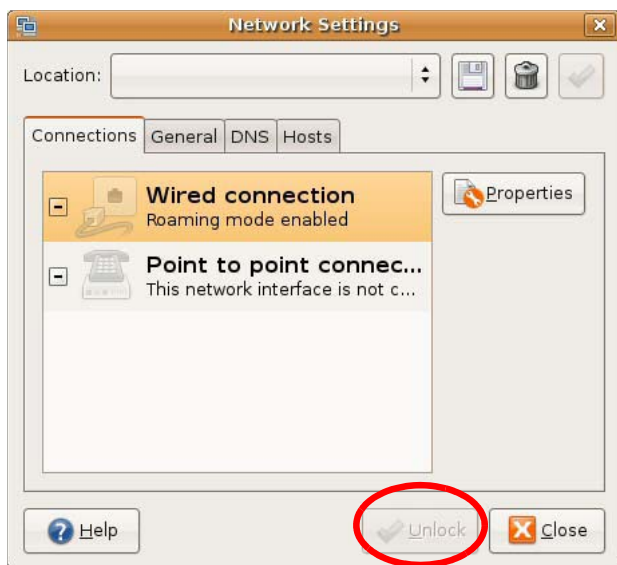 Network Settings
Location:
Connections General DNS Hosts
Wired connection
Roaming mode enabled
Properties
Point to point connec...
This network interface is not c...
Help Unlock Close